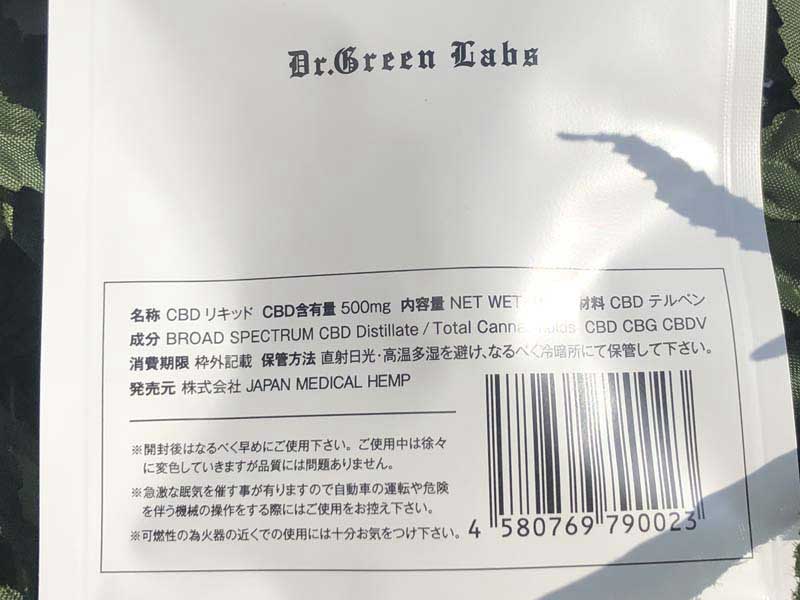 Dr.Green Labs
名称 CBD リキッド CBD含有量 500mg 内容量 NET WET 材料 CBD テルペン
成分 BROAD SPECTRUM CBD Distillate / Total CBD CBG CBDV
消費期限 枠外記載 保管方法 直射日光・高温多湿を避け、なるべく冷暗所にて保管して下さい。
発売元 株式会社 JAPAN MEDICAL HEMP
※開封後はなるべく早めにご使用下さい。ご使用中は徐々
に変色していきますが品質には問題ありません。
※急激な眠気を催す事が有りますので自動車の運転や危険
を伴う機械の操作をする際にはご使用をお控え下さい。
※可燃性の為火器の近くでの使用には十分お気をつけ下さい。
4 580769 790023